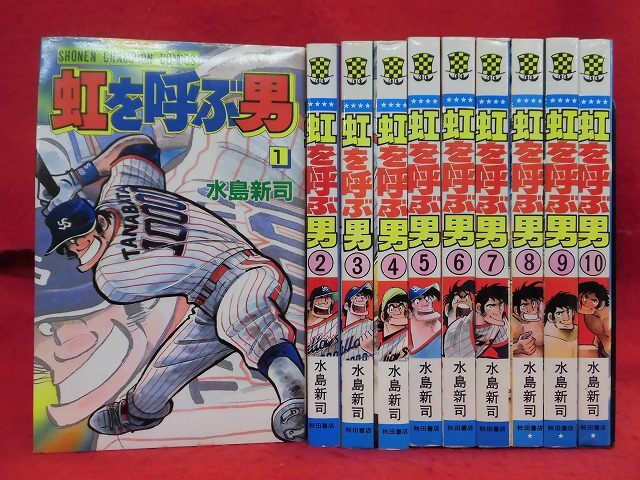 SHONEN CHAMPION COMICS
虹を呼ぶ男
1
水島新司
YS
TANABATA
1000
虹を呼ぶ男
2
水島新司
秋田書店
虹を呼ぶ男
3
水島新司
秋田書店
虹を呼ぶ男
4
水島新司
秋田書店
虹を呼ぶ男
5
水島新司
秋田書店
虹を呼ぶ男
6
水島新司
秋田書店
虹を呼ぶ男
7
水島新司
秋田書店
虹を呼ぶ男
8
水島新司
秋田書店
虹を呼ぶ男
9
水島新司
秋田書店
虹を呼ぶ男
10
水島新司
秋田書店